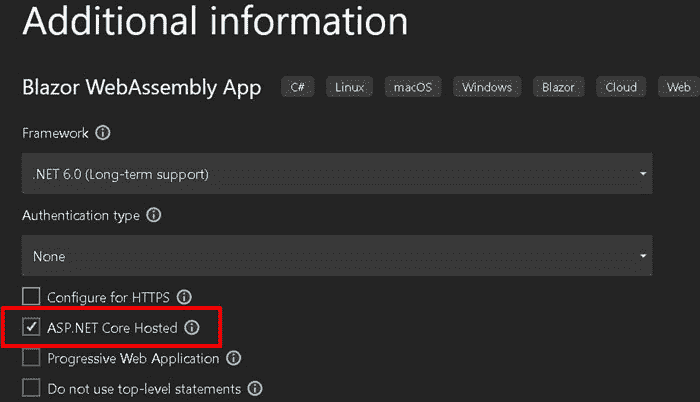 Additional information
Blazor WebAssembly App C# Linux macOS Windows Blazor Cloud Web
Framework
.NET 6.0 (Long-term support)
Authentication type
None
Configure for HTTPS
ASP.NET Core Hosted
Progressive Web Application
Do not use top-level statements